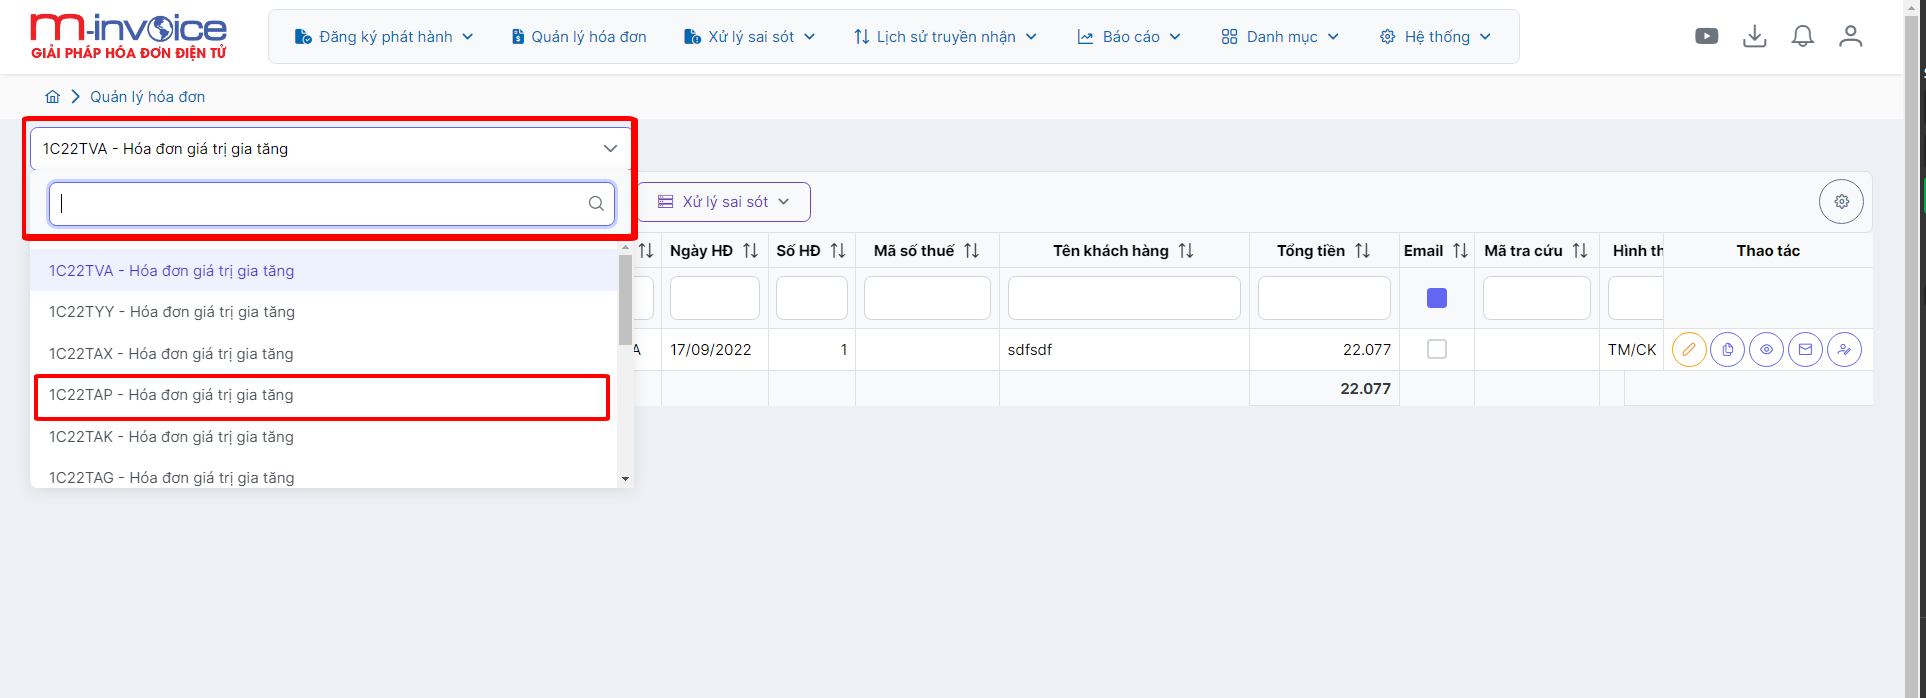 m-invoice
GIẢI PHÁP HÓA ĐƠN ĐIỆN TỬ
Đăng ký phát hành
Quản lý hóa đơn
Xử lý sai sót
Lịch sử truyền nhận
Báo cáo
Danh mục
Hệ thống
Quản lý hóa đơn
1C22TVA - Hóa đơn giá trị gia tăng
Xử lý sai sót
Ngày HĐ Số HĐ Mã số thuế Tên khách hàng Tổng tiền Email Mã tra cứu Hình th Thao tác
1C22TVA - Hóa đơn giá trị gia tăng
1C22TYY - Hóa đơn giá trị gia tăng
1C22TAX - Hóa đơn giá trị gia tăng
A 17/09/2022 1 sdfsdf 22.077 TM/CK
22.077
1C22TAP - Hóa đơn giá trị gia tăng
1C22TAK - Hóa đơn giá trị gia tăng
1C22TAG - Hóa đơn giá trị gia tăng